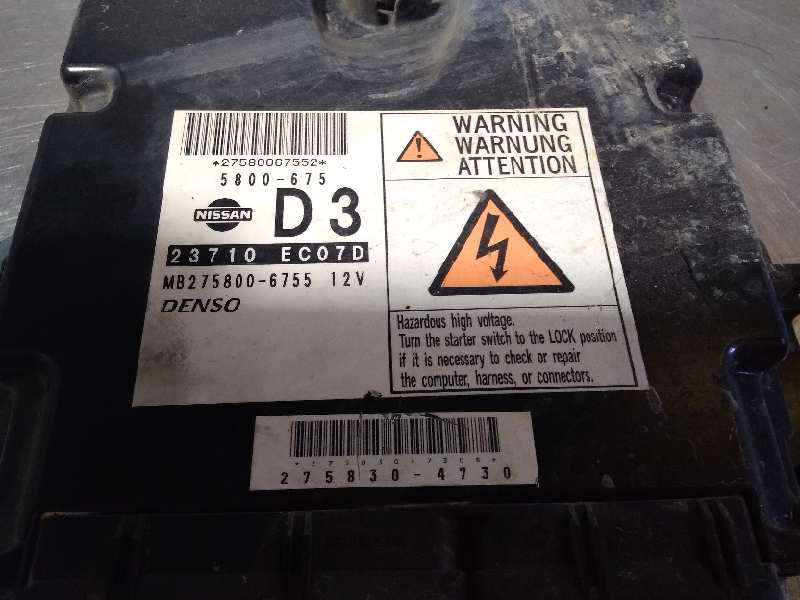 *27580007552*
5800-675
NISSAN
D3
23710 EC07D
MB275800-6755 12V
DENSO
WARNING
WARNUNG
ATTENTION
Hazardous high voltage.
Turn the starter switch to the LOCK position
if it is necessary to check or repair
the computer, harness, or connectors.
275830-4730